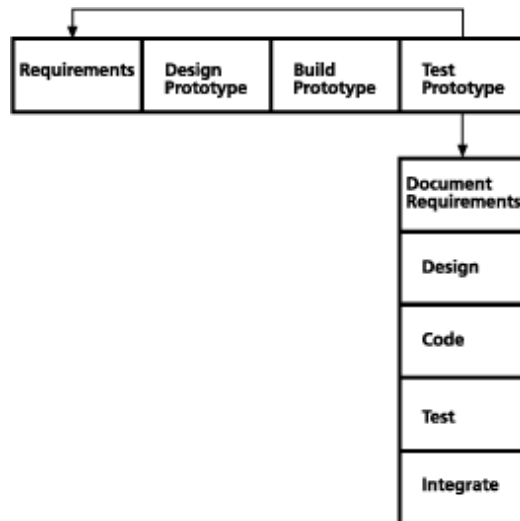 Requirements
Design
Prototype
Build
Prototype
Test
Prototype
Document
Requirements
Design
Code
Test
Integrate